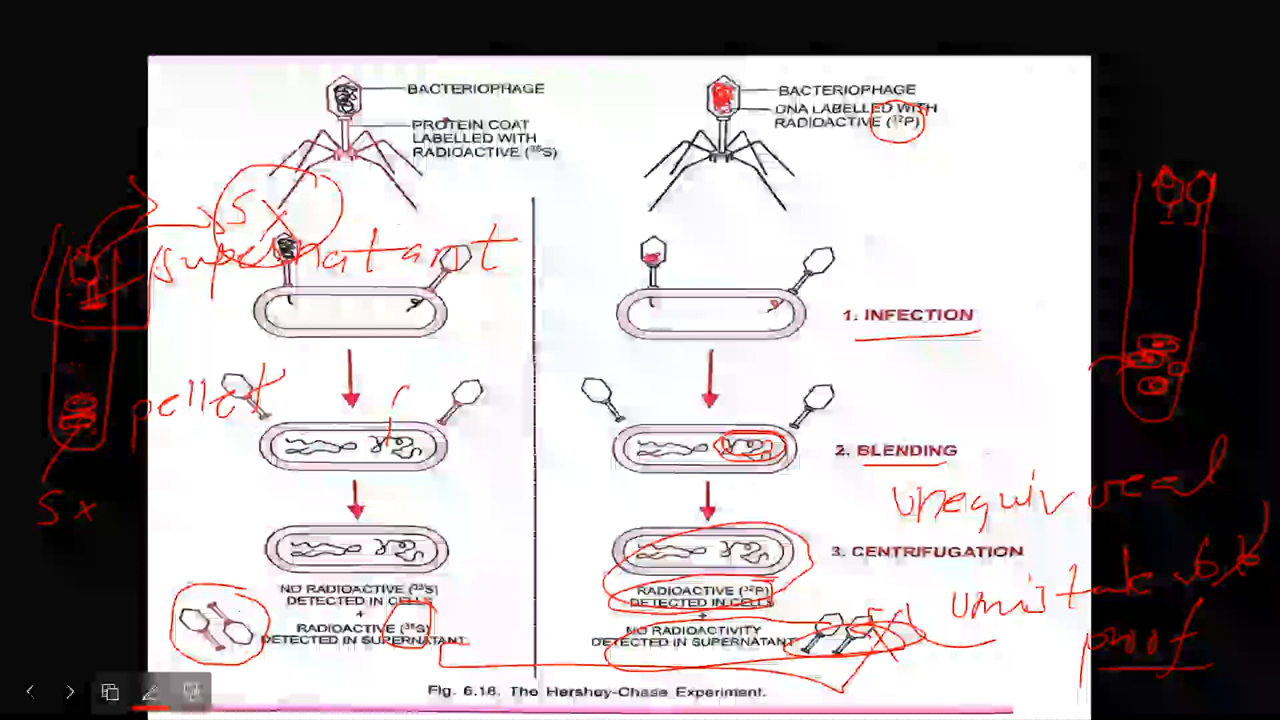 BACTERIOPHAGE
PROTEIN COAT
LABELLED WITH
RADIOACTIVE (³⁵S)
BACTERIOPHAGE
DNA LABELLED WITH
RADIOACTIVE (³²P)
supernatant
pellet
1. INFECTION
2. BLENDING
3. CENTRIFUGATION
unequivocal
proof
NO RADIOACTIVE (³⁵S)
DETECTED IN CELLS
+
RADIOACTIVE (³⁵S)
DETECTED IN SUPERNATANT
RADIOACTIVE (³²P)
DETECTED IN CELLS
+
NO RADIOACTIVITY
DETECTED IN SUPERNATANT
Fig. 6.18. The Hershey-Chase Experiment.